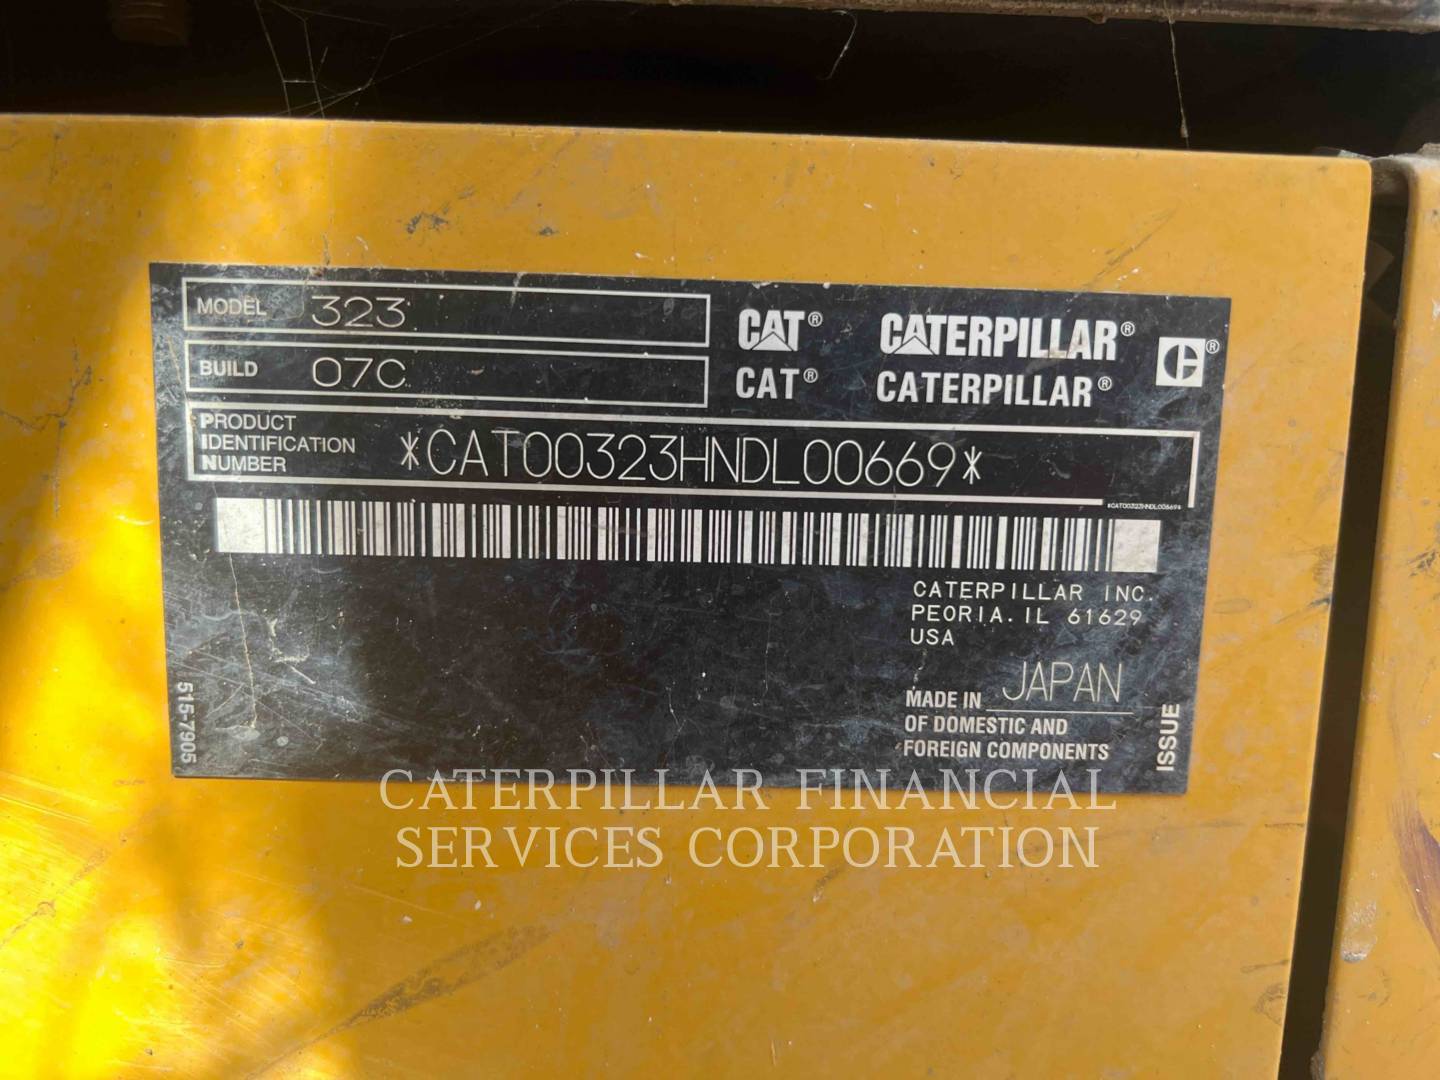 MODEL 323
BUILD 07C
CAT® CATERPILLAR®
CAT® CATERPILLAR® ®
PRODUCT
IDENTIFICATION
NUMBER
*CAT00323HNDL00669*
*CAT00323HNDL00669*
CATERPILLAR INC.
PEORIA. IL 61629
USA
MADE IN JAPAN
OF DOMESTIC AND
FOREIGN COMPONENTS
ISSUE
515-7905
CATERPILLAR FINANCIAL
SERVICES CORPORATION